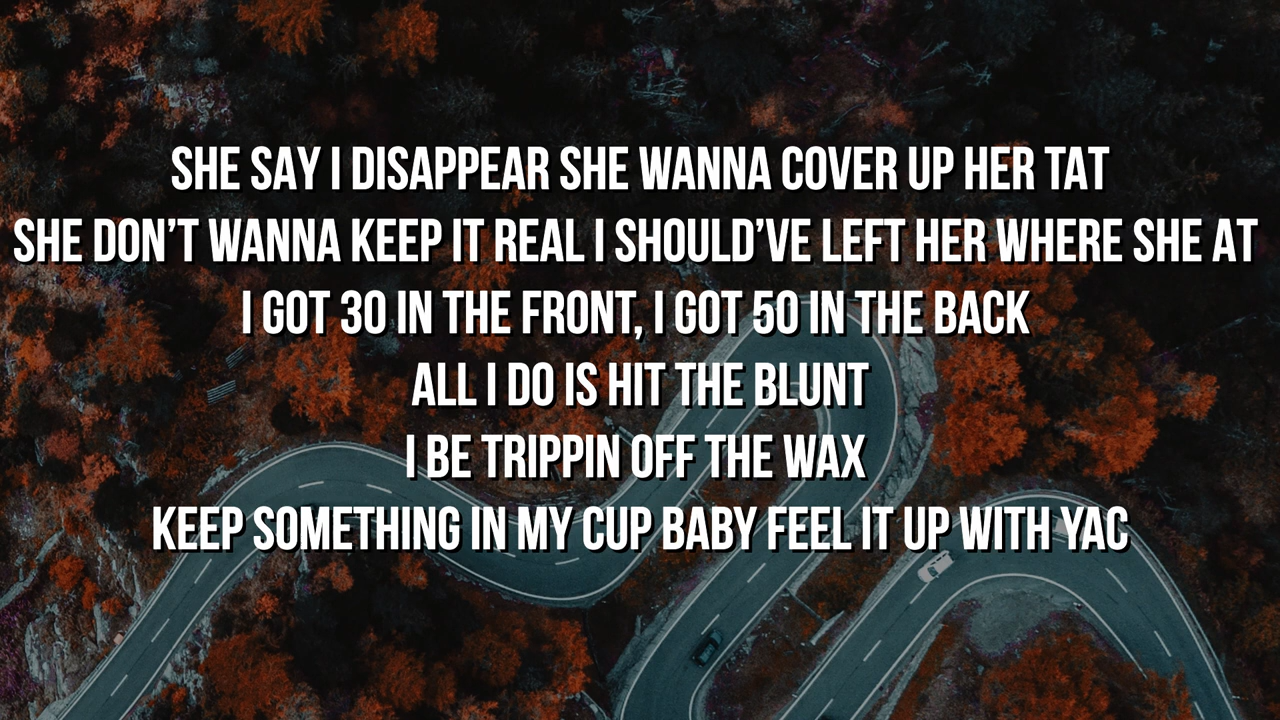 SHE SAY I DISAPPEAR SHE WANNA COVER UP HER TAT
SHE DON'T WANNA KEEP IT REAL I SHOULD'VE LEFT HER WHERE SHE AT
I GOT 30 IN THE FRONT, I GOT 50 IN THE BACK
ALL I DO IS HIT THE BLUNT
I BE TRIPPIN OFF THE WAX
KEEP SOMETHING IN MY CUP BABY FEEL IT UP WITH YAC